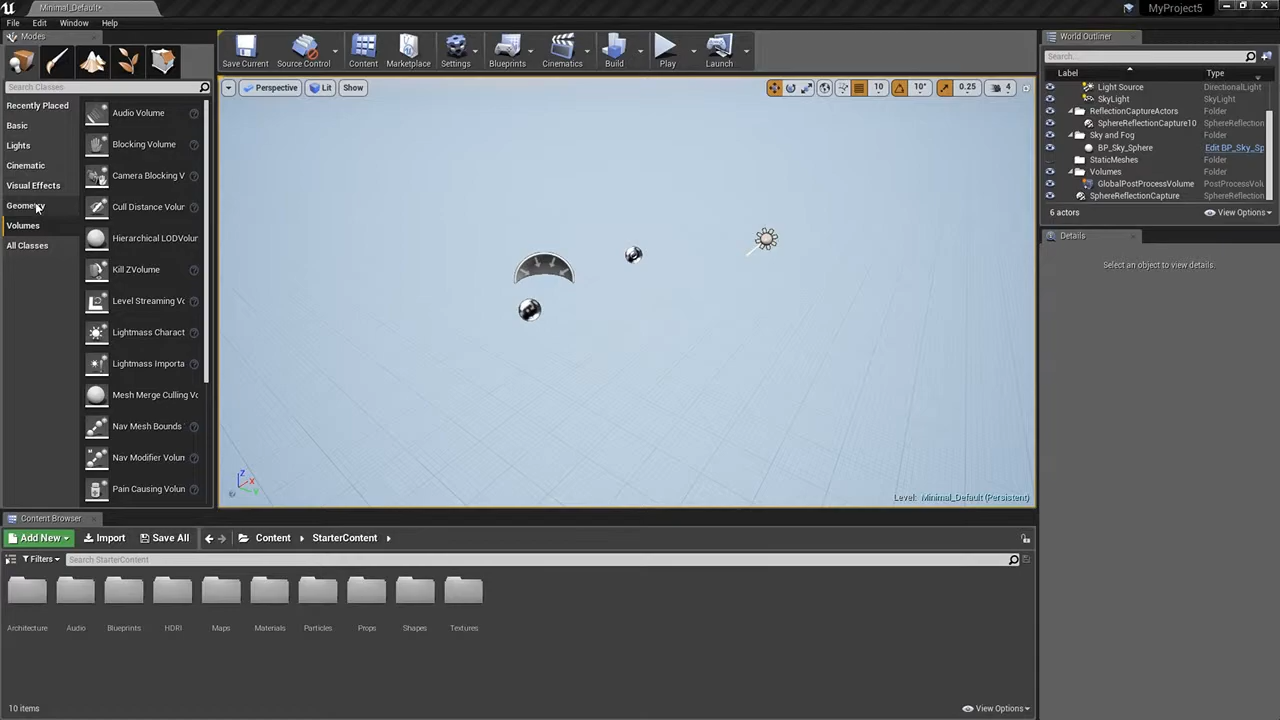 Minimal_Default*
MyProject5
File Edit Window Help
Modes
Search Classes
Recently Placed
Basic
Lights
Cinematic
Visual Effects
Geometry
Volumes
All Classes
Audio Volume
Blocking Volume
Camera Blocking V
Cull Distance Volur
Hierarchical LODVolur
Kill ZVolume
Level Streaming Vo
Lightmass Charact
Lightmass Importa
Mesh Merge Culling Vo
Nav Mesh Bounds
Nav Modifier Volun
Pain Causing Volun
Save Current
Source Control
Content
Marketplace
Settings
Blueprints
Cinematics
Build
Play
Launch
Perspective Lit Show
10 10° 0.25 4
Z X Y
Level: Minimal_Default (Persistent)
World Outliner
Search...
Label Type
Light Source DirectionalLight
SkyLight SkyLight
ReflectionCaptureActors Folder
SphereReflectionCapture10 SphereReflection
Sky and Fog Folder
BP_Sky_Sphere Edit BP_Sky_Sp
StaticMeshes Folder
Volumes Folder
GlobalPostProcessVolume PostProcessVolu
SphereReflectionCapture SphereReflection
6 actors View Options
Details
Select an object to view details.
Content Browser
Add New Import Save All Content StarterContent
Filters Search StarterContent
Architecture Audio Blueprints HDRI Maps Materials Particles Props Shapes Textures
10 items View Options